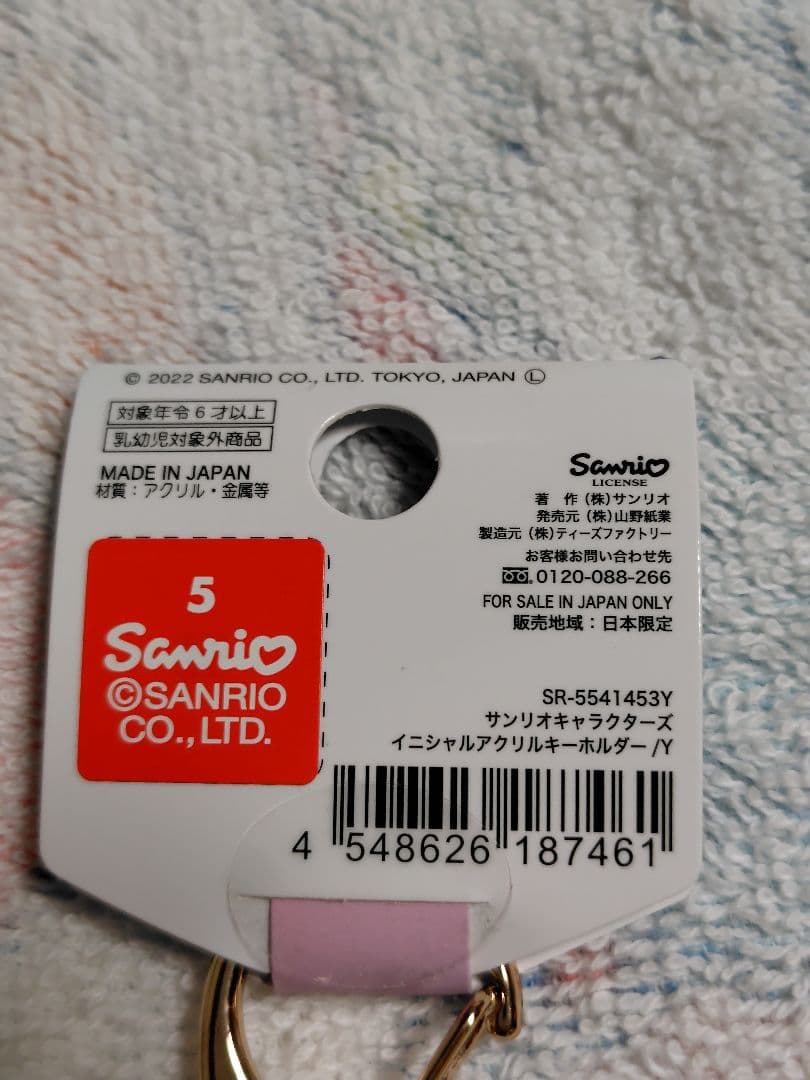 © 2022 SANRIO CO., LTD. TOKYO, JAPAN Ⓛ
対象年令6才以上
乳幼児対象外商品
MADE IN JAPAN
材質：アクリル・金属等
5
Sanrio
©SANRIO
CO.,LTD.
Sanrio
LICENSE
著 作 (株)サンリオ
発売元 (株)山野紙業
製造元 (株)ティーズファクトリー
お客様お問い合わせ先
0120-088-266
FOR SALE IN JAPAN ONLY
販売地域：日本限定
SR-5541453Y
サンリオキャラクターズ
イニシャルアクリルキーホルダー/Y
4 548626 187461